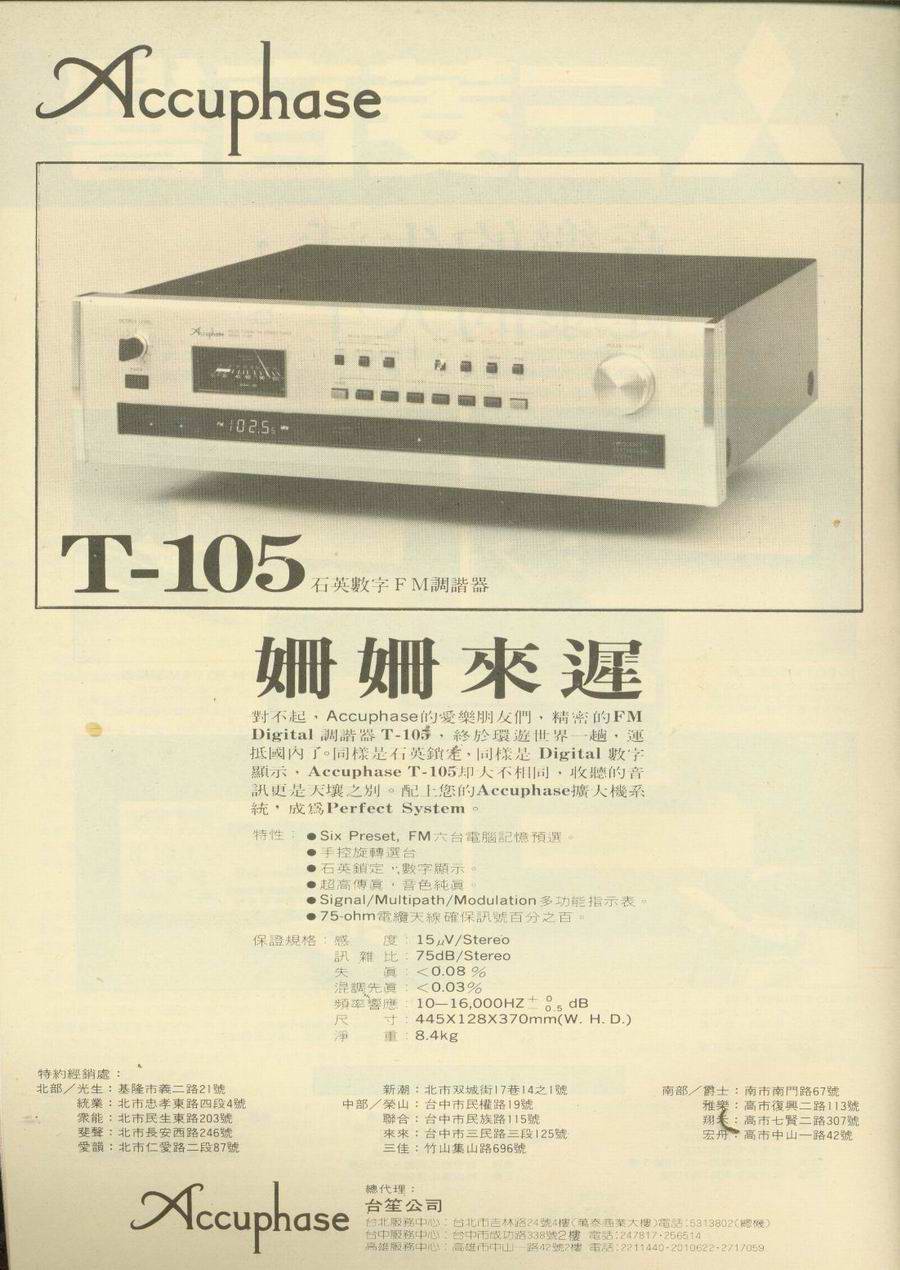 Accuphase
Accuphase
FM 102.5 MHz
T-105 石英數字FM調諧器
姍姍來遲
對不起,Accuphase的愛樂朋友們,精密的FM
Digital 調諧器 T-105,終於環遊世界一趟,運
抵國內了。同樣是石英鎖定,同樣是 Digital 數字
顯示,Accuphase T-105却大不相同,收聽的音
訊更是天壤之別。配上您的Accuphase擴大機系
統,成爲Perfect System。
特性:●Six Preset, FM六台電腦記憶預選。
●手控旋轉選台
●石英鎖定,數字顯示。
●超高傳眞,音色純眞。
●Signal/Multipath/Modulation多功能指示表。
●75-ohm電纜天線確保訊號百分之百。
保證規格:感度:15μV/Stereo
訊雜比:75dB/Stereo
失眞:<0.08%
混調先眞:<0.03%
頻率響應:10—16,000HZ± 0 0.5 dB
尺寸:445X128X370mm(W. H. D.)
淨重:8.4kg
特約經銷處:
北部/光生:基隆市義二路21號
統業:北市忠孝東路四段4號
衆能:北市民生東路203號
斐聲:北市長安西路246號
愛韻:北市仁愛路二段87號
新潮:北市双城街17巷14之1號
中部/榮山:台中市民權路19號
聯合:台中市民族路115號
來來:台中市三民路三段125號
三佳:竹山集山路696號
南部/爵士:南市南門路67號
雅樂:高市復興二路113號
翔:高市七賢二路307號
宏舟:高市中山一路42號
Accuphase
總代理:
台笙公司
台北服務中心:台北市吉林路24號4樓(萬泰商業大樓)電話:5313802(總機)
台中服務中心:台中市成功路338號2樓 電話:247817·256514
高雄服務中心:高雄市中山一路42號2樓 電話:2211440·2010622·2717059